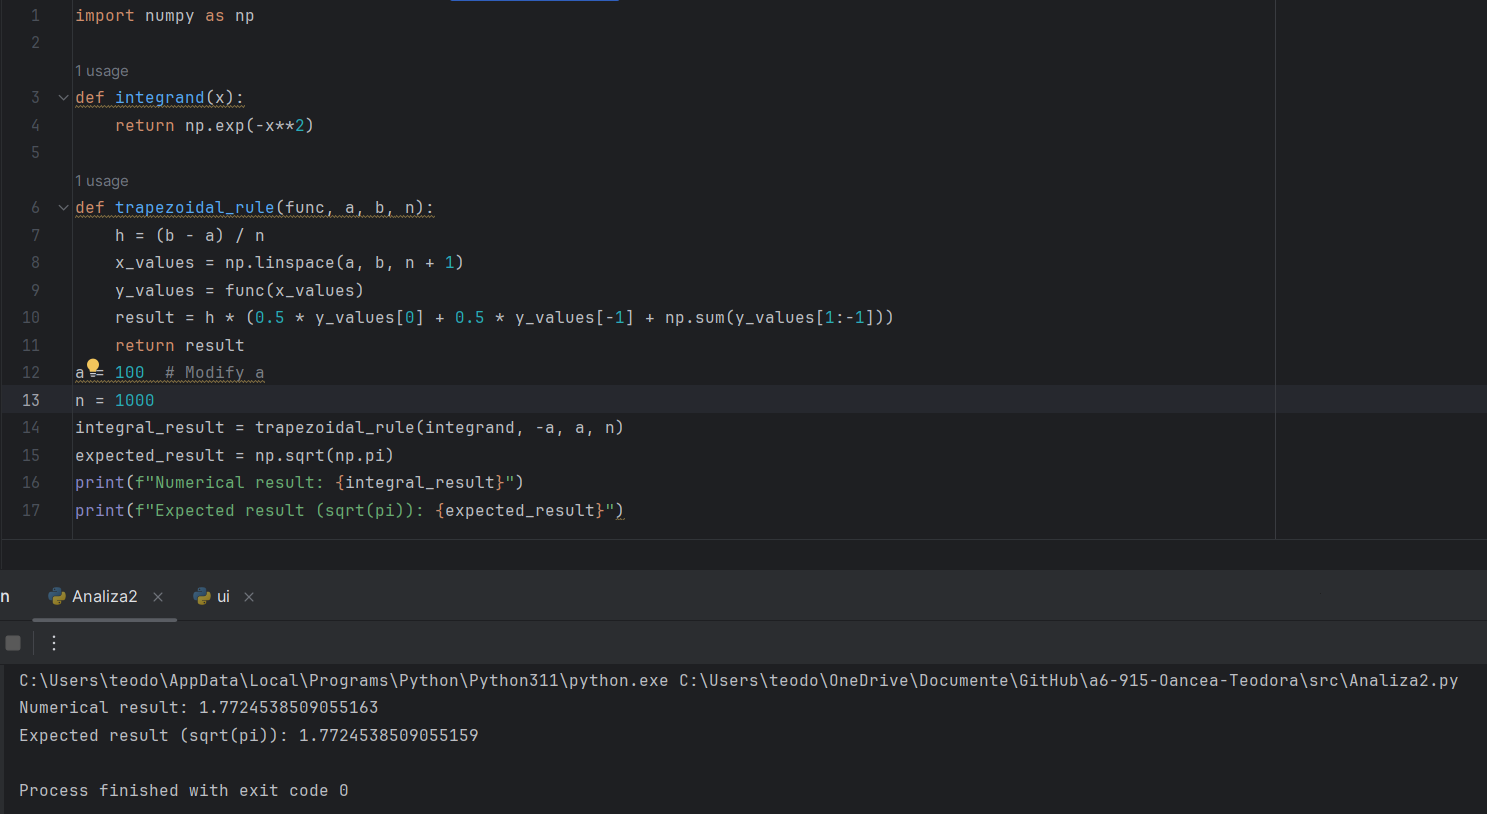 1 import numpy as np
2
1 usage
3 def integrand(x):
4 return np.exp(-x**2)
5
1 usage
6 def trapezoidal_rule(func, a, b, n):
7 h = (b - a) / n
8 x_values = np.linspace(a, b, n + 1)
9 y_values = func(x_values)
10 result = h * (0.5 * y_values[0] + 0.5 * y_values[-1] + np.sum(y_values[1:-1]))
11 return result
12 a = 100  # Modify a
13 n = 1000
14 integral_result = trapezoidal_rule(integrand, -a, a, n)
15 expected_result = np.sqrt(np.pi)
16 print(f"Numerical result: {integral_result}")
17 print(f"Expected result (sqrt(pi)): {expected_result}")
n Analiza2 ui
C:\Users\teodo\AppData\Local\Programs\Python\Python311\python.exe C:\Users\teodo\OneDrive\Documente\GitHub\a6-915-Oancea-Teodora\src\Analiza2.py
Numerical result: 1.7724538509055163
Expected result (sqrt(pi)): 1.7724538509055159
Process finished with exit code 0